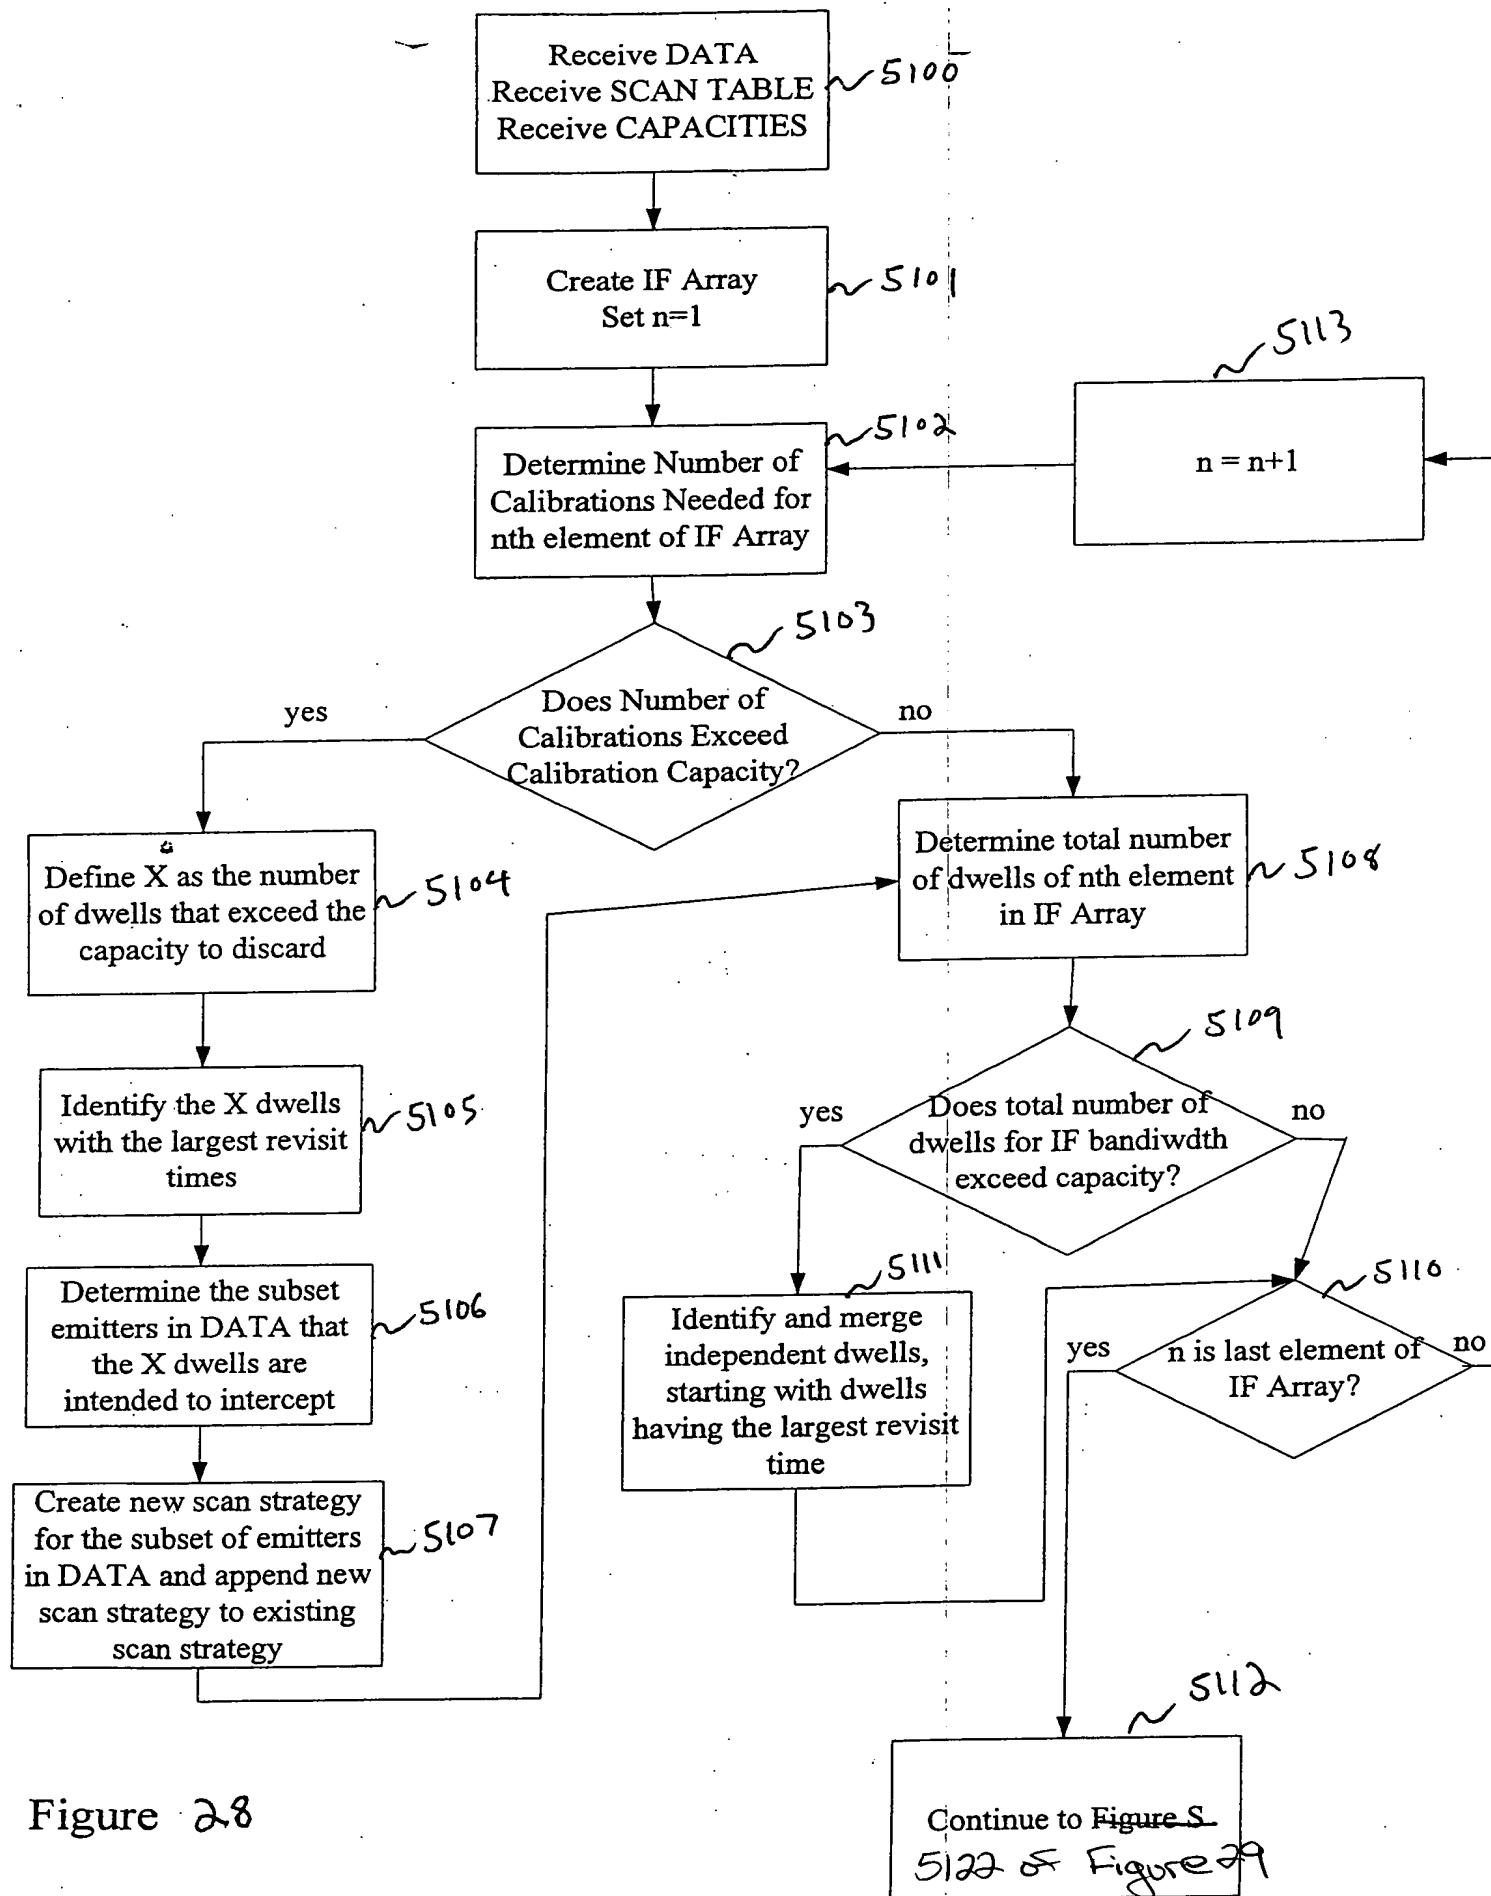 Receive DATA
Receive SCAN TABLE
Receive CAPACITIES
5100
Create IF Array
Set n=1
5101
5113
n = n+1
5102
Determine Number of
Calibrations Needed for
nth element of IF Array
5103
Does Number of
Calibrations Exceed
Calibration Capacity?
yes
no
Define X as the number
of dwells that exceed the
capacity to discard
5104
Determine total number
of dwells of nth element
in IF Array
5108
Identify the X dwells
with the largest revisit
times
5105
5109
Does total number of
dwells for IF bandiwdth
exceed capacity?
yes
no
Determine the subset
emitters in DATA that
the X dwells are
intended to intercept
5106
5111
Identify and merge
independent dwells,
starting with dwells
having the largest revisit
time
5110
n is last element of
IF Array?
yes
no
Create new scan strategy
for the subset of emitters
in DATA and append new
scan strategy to existing
scan strategy
5107
5112
Continue to Figure S
5122 of Figure 29
Figure 28